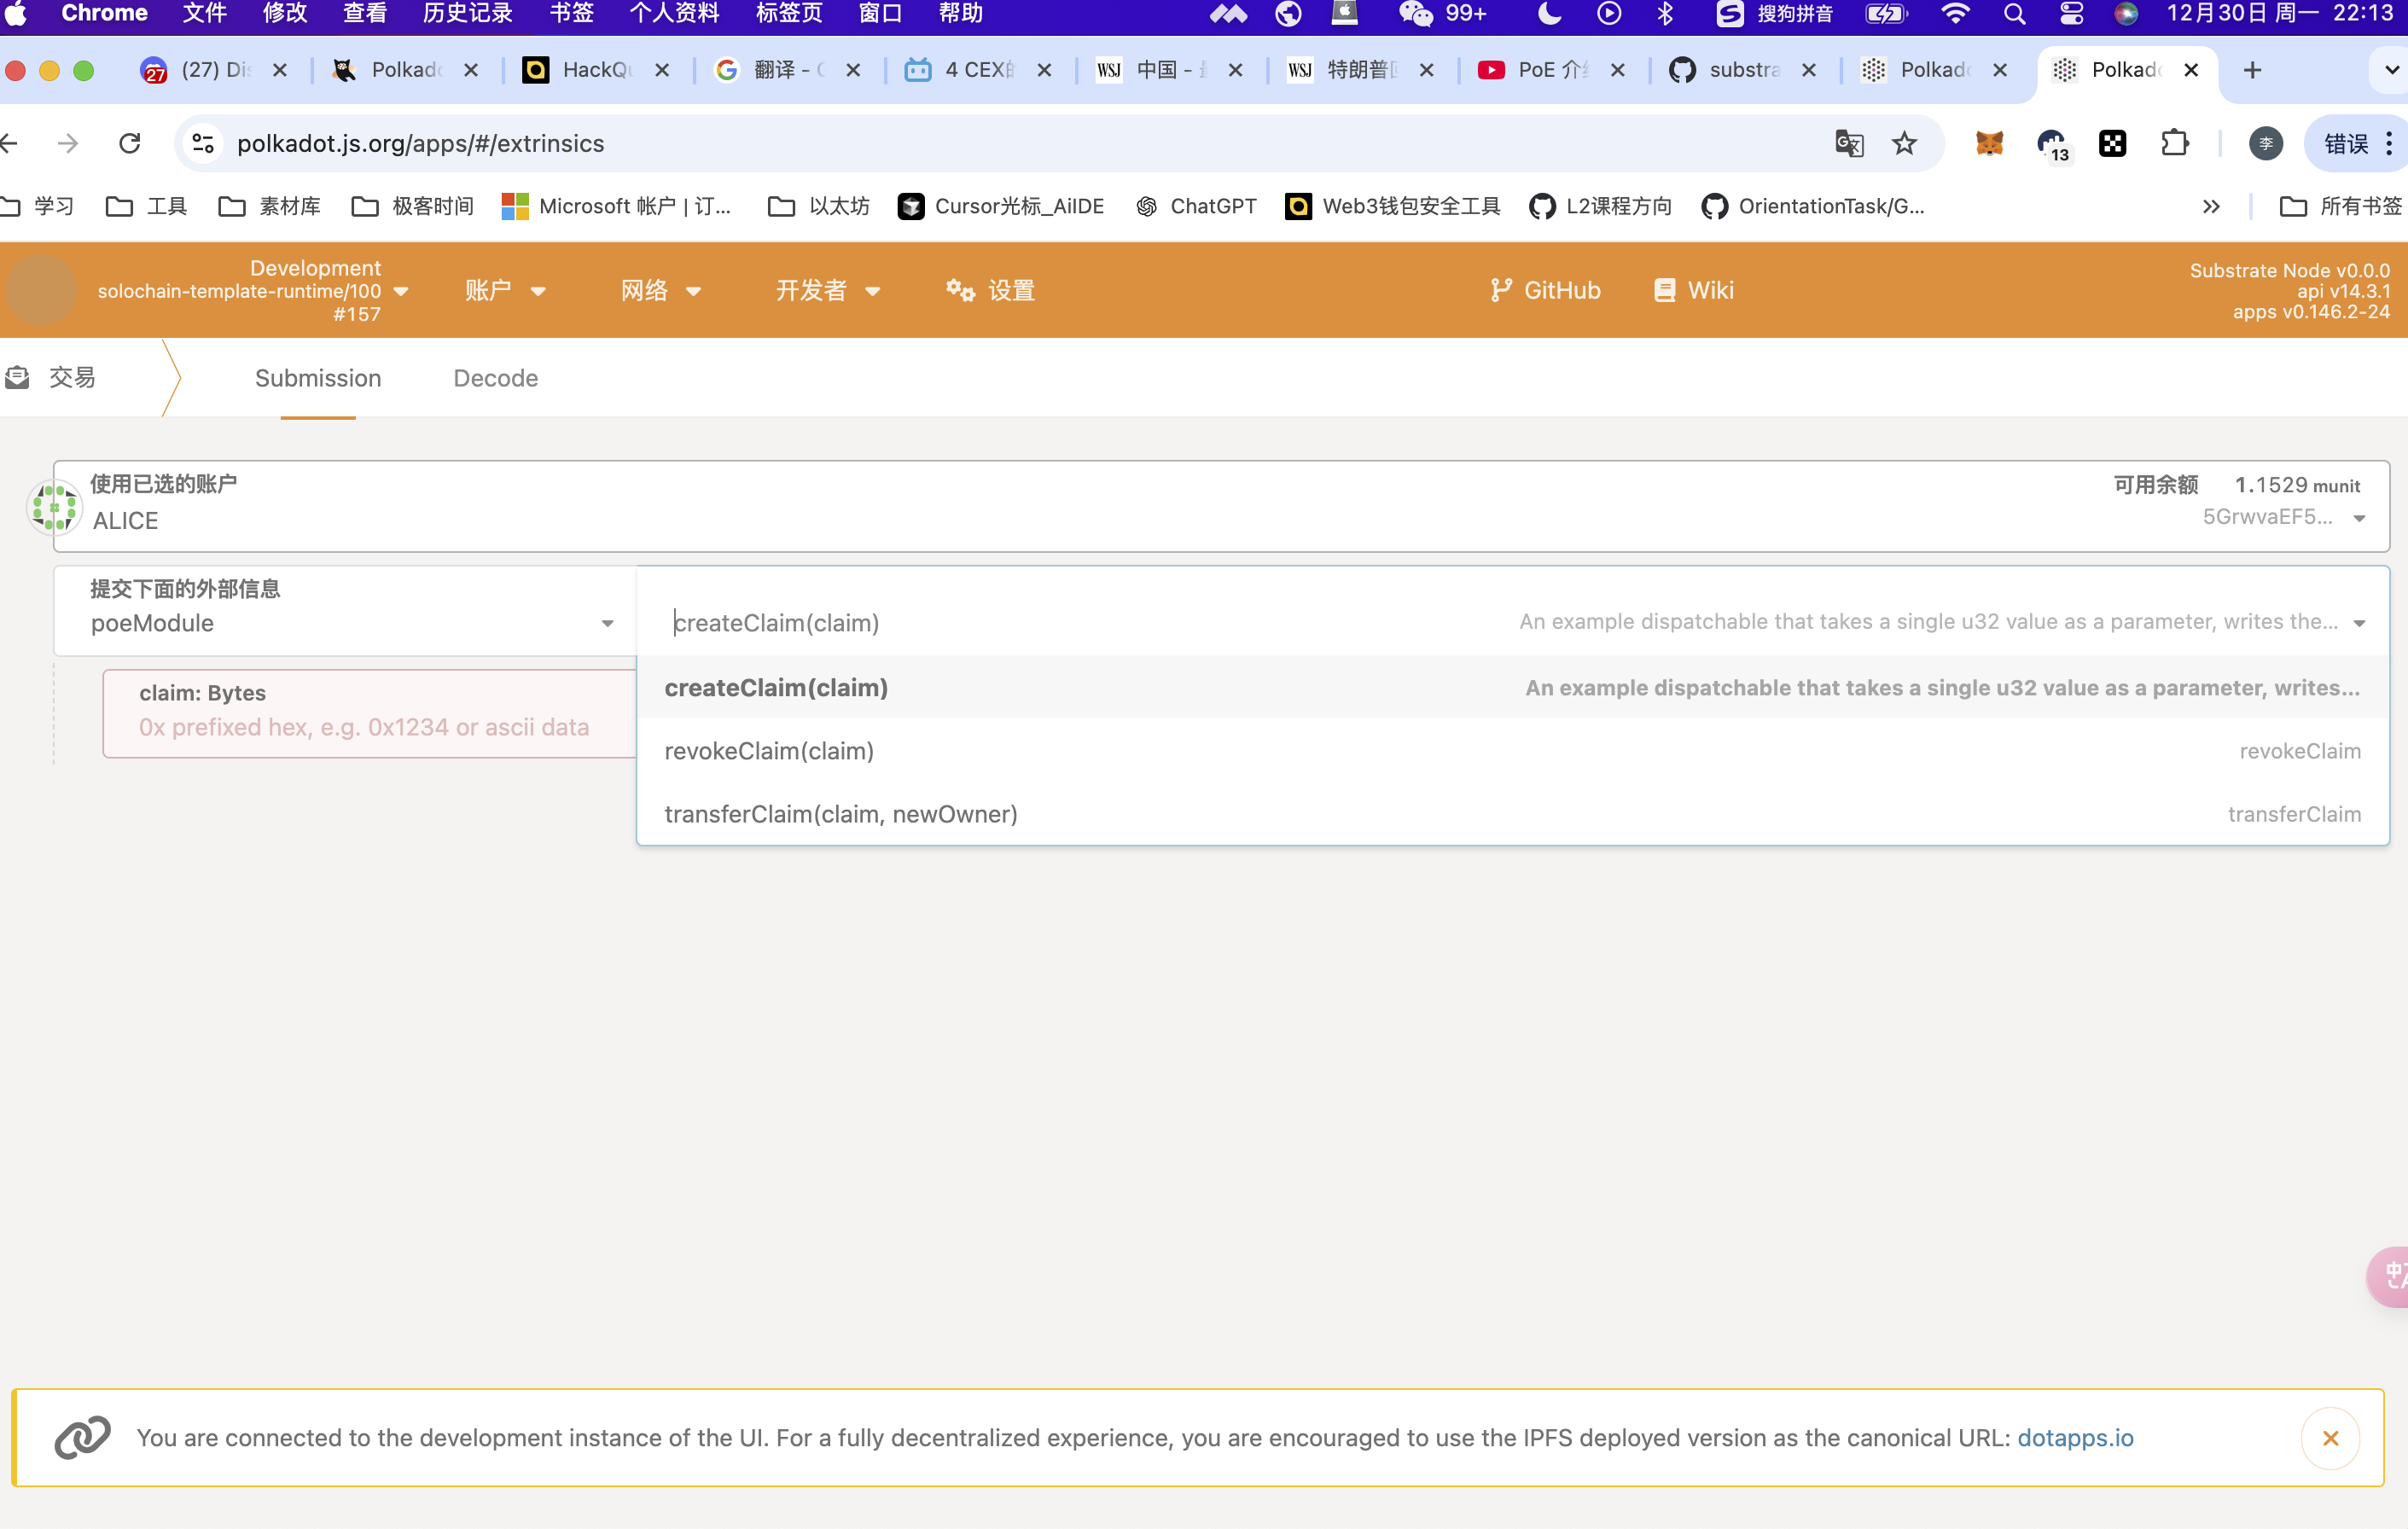 Chrome 文件 修改 查看 历史记录 书签 个人资料 标签页 窗口 帮助 99+ 搜狗拼音 12月30日 周一 22:13
27 (27) Dis Polkado HackQu 翻译 - G 4 CEX的 WSJ 中国 - WSJ 特朗普 PoE 介 substra Polkado Polkado
polkadot.js.org/apps/#/extrinsics 13 李 错误
学习 工具 素材库 极客时间 Microsoft 帐户 | 订... 以太坊 Cursor光标_AiIDE ChatGPT Web3钱包安全工具 L2课程方向 OrientationTask/G... 所有书签
Development
solochain-template-runtime/100
#157
账户 网络 开发者 设置 GitHub Wiki
Substrate Node v0.0.0
api v14.3.1
apps v0.146.2-24
交易 Submission Decode
使用已选的账户
ALICE
可用余额 1.1529 munit
5GrwvaEF5...
提交下面的外部信息
poeModule
createClaim(claim) An example dispatchable that takes a single u32 value as a parameter, writes the...
createClaim(claim) An example dispatchable that takes a single u32 value as a parameter, writes...
revokeClaim(claim) revokeClaim
transferClaim(claim, newOwner) transferClaim
claim: Bytes
0x prefixed hex, e.g. 0x1234 or ascii data
You are connected to the development instance of the UI. For a fully decentralized experience, you are encouraged to use the IPFS deployed version as the canonical URL: dotapps.io